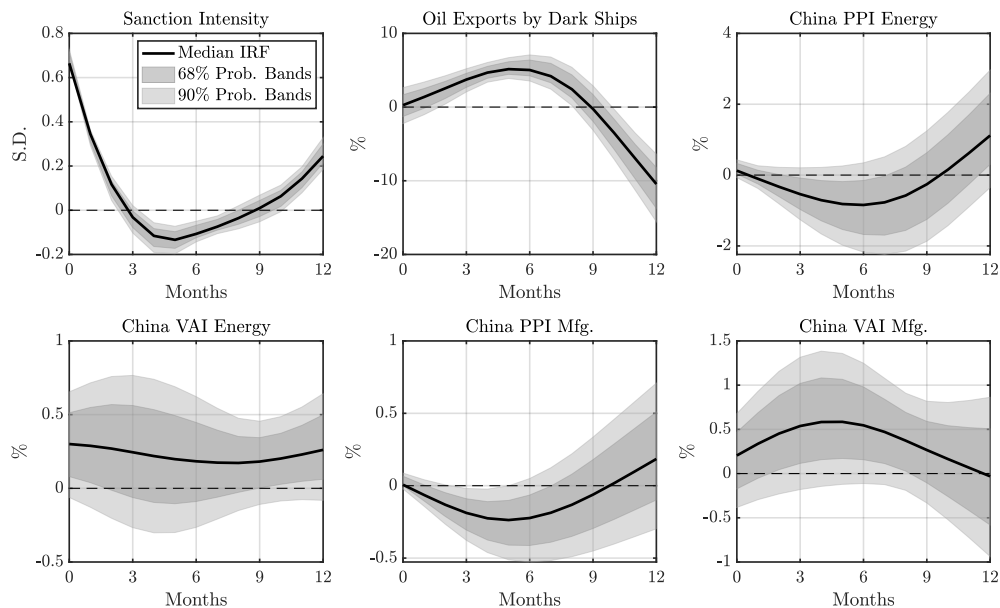 Sanction Intensity
0.8
0.6
0.4
0.2
0
-0.2
S.D.
Median IRF
68% Prob. Bands
90% Prob. Bands
0 3 6 9 12
Months
Oil Exports by Dark Ships
10
0
-10
-20
%
0 3 6 9 12
Months
China PPI Energy
4
2
0
-2
%
0 3 6 9 12
Months
China VAI Energy
1
0.5
0
-0.5
%
0 3 6 9 12
Months
China PPI Mfg.
1
0.5
0
-0.5
%
0 3 6 9 12
Months
China VAI Mfg.
1.5
1
0.5
0
-0.5
-1
%
0 3 6 9 12
Months